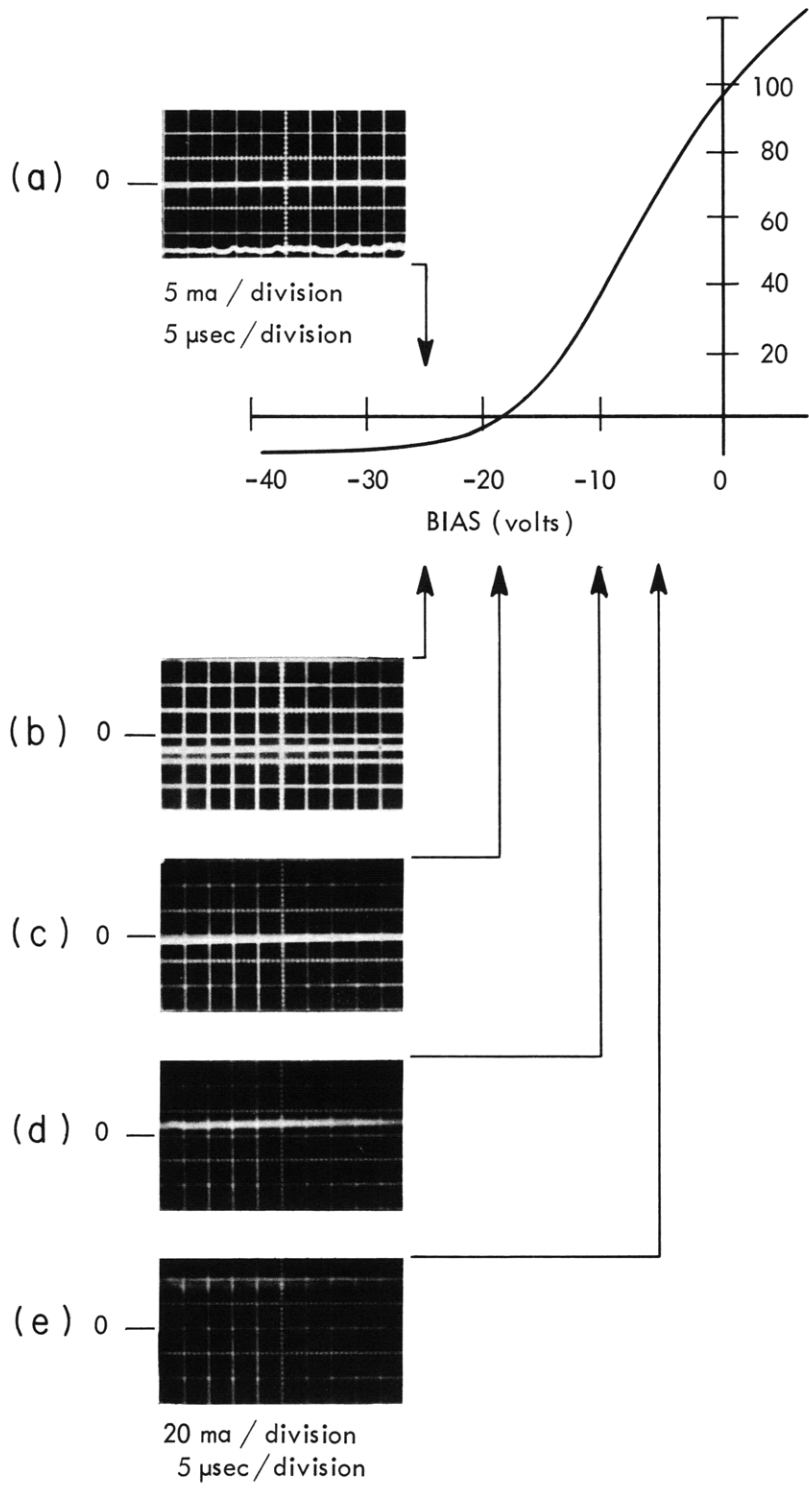 100
(a) 0
80
60
5 ma / division
40
5 µsec / division
20
-40 -30 -20 -10 0
BIAS (volts)
(b) 0
(c) 0
(d) 0
(e) 0
20 ma / division
5 µsec / division